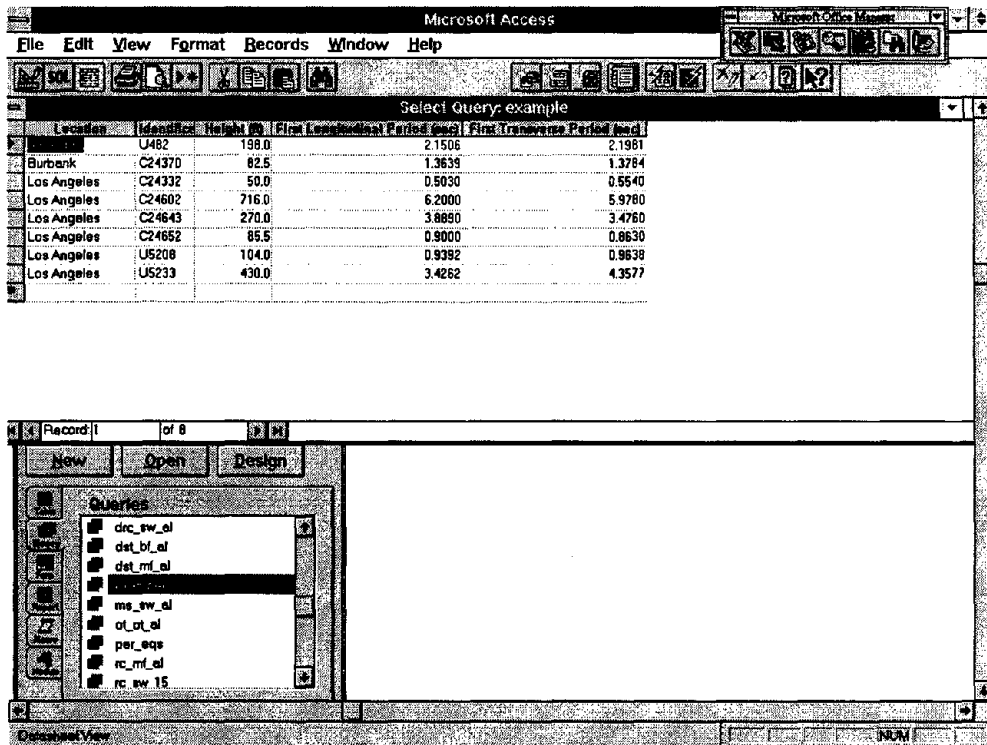 Microsoft Access
Microsoft Office Manager
File Edit View Format Records Window Help
SQL
Select Query: example
Location Identifier Height (ft) First Longitudinal Period (sec) First Transverse Period (sec)
U482 198.0 2.1506 2.1981
Burbank C24370 82.5 1.3639 1.3784
Los Angeles C24332 50.0 0.5030 0.5540
Los Angeles C24602 716.0 6.2000 5.9780
Los Angeles C24643 270.0 3.8890 3.4760
Los Angeles C24652 85.5 0.9000 0.8630
Los Angeles U5208 104.0 0.9392 0.9638
Los Angeles U5233 430.0 3.4262 4.3577
Record: 1 of 8
New Open Design
Queries
drc_sw_al
dst_bf_al
dst_mf_al
ms_sw_al
ot_ot_al
per_eqs
rc_mf_al
rc_sw_15
Datasheet View NUM